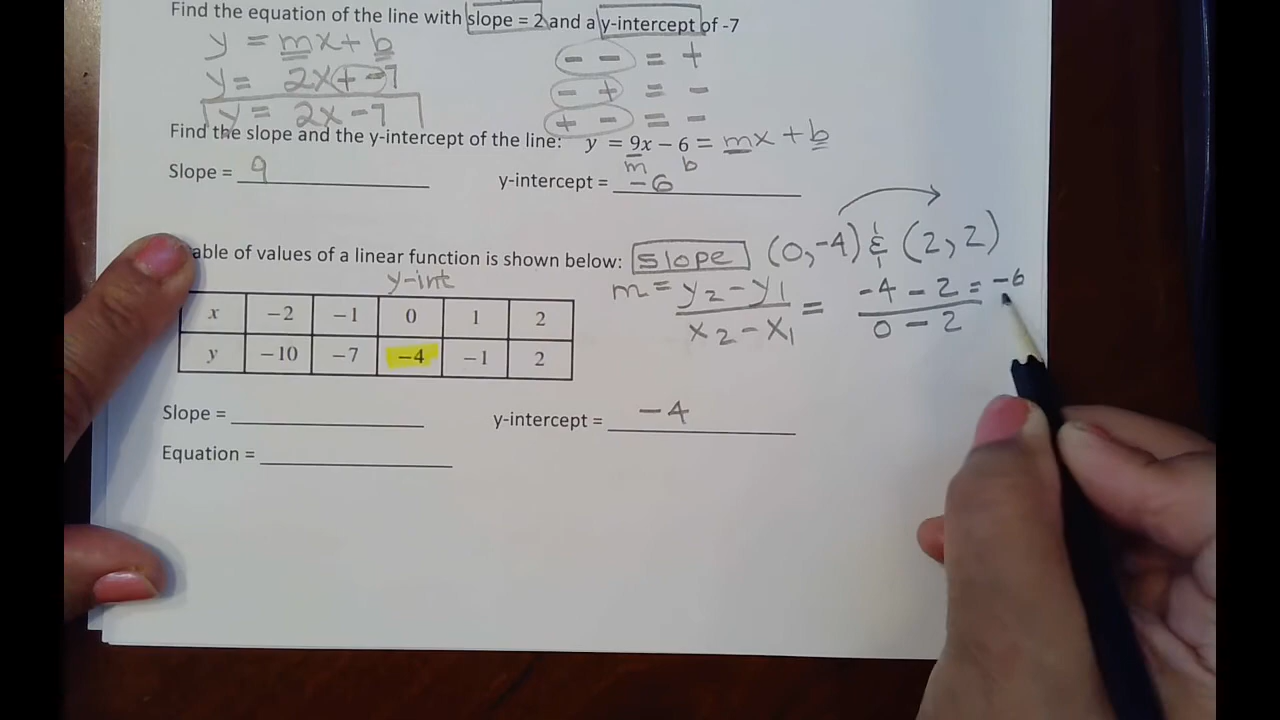 Find the equation of the line with slope = 2 and a y-intercept of -7
y = mx + b
y = 2x + -7
y = 2x - 7
- - = +
- + = -
+ - = -
Find the slope and the y-intercept of the line: y = 9x − 6 = mx + b
m b
Slope = 9 y-intercept = -6
able of values of a linear function is shown below: slope (0, -4) & (2, 2)
y-int
m = y2 - y1 / x2 - x1 = -4 - 2 / 0 - 2 = -6
x −2 −1 0 1 2
y −10 −7 −4 −1 2
Slope = y-intercept = -4
Equation =